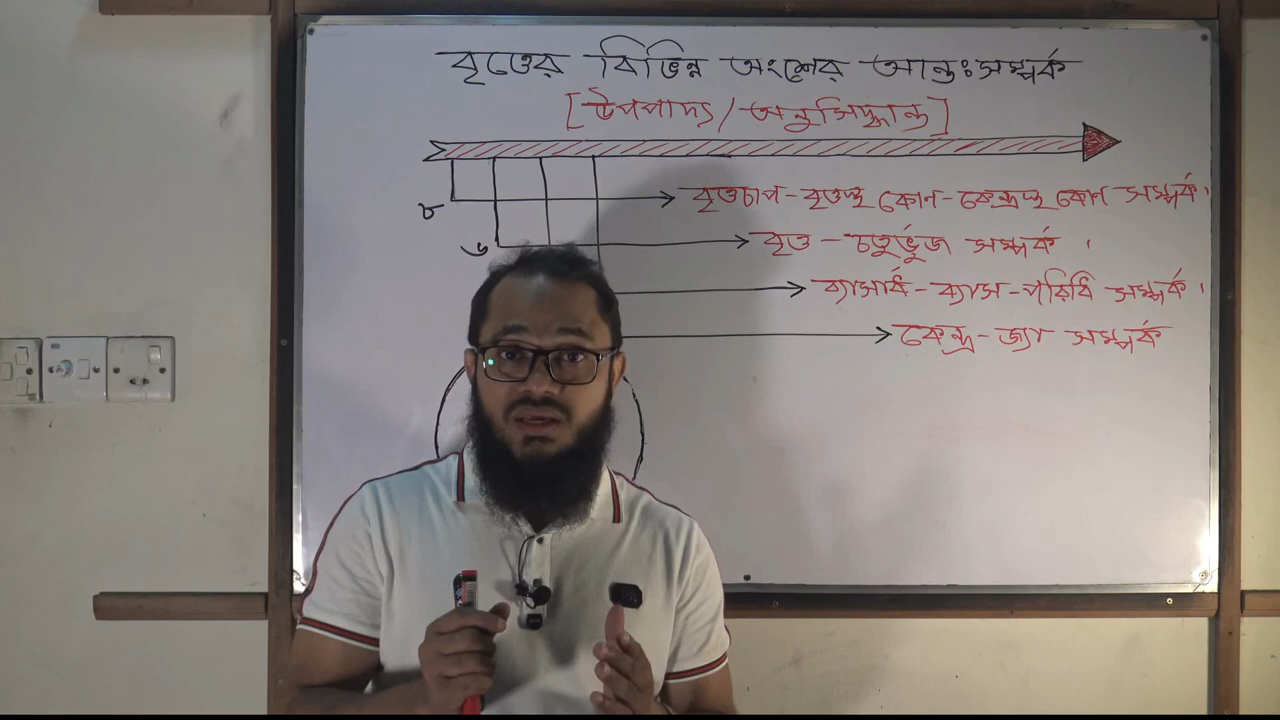 বৃত্তের বিভিন্ন অংশের আন্তঃসম্পর্ক
[উপপাদ্য/অনুসিদ্ধান্ত]
৮ বৃত্তচাপ-বৃত্তস্থ কোণ-কেন্দ্রস্থ কোণ সম্পর্ক।
৬ বৃত্ত - চতুর্ভুজ সম্পর্ক ।
ব্যাসার্ধ-ব্যাস-পরিধি সম্পর্ক।
কেন্দ্র-জ্যা সম্পর্ক